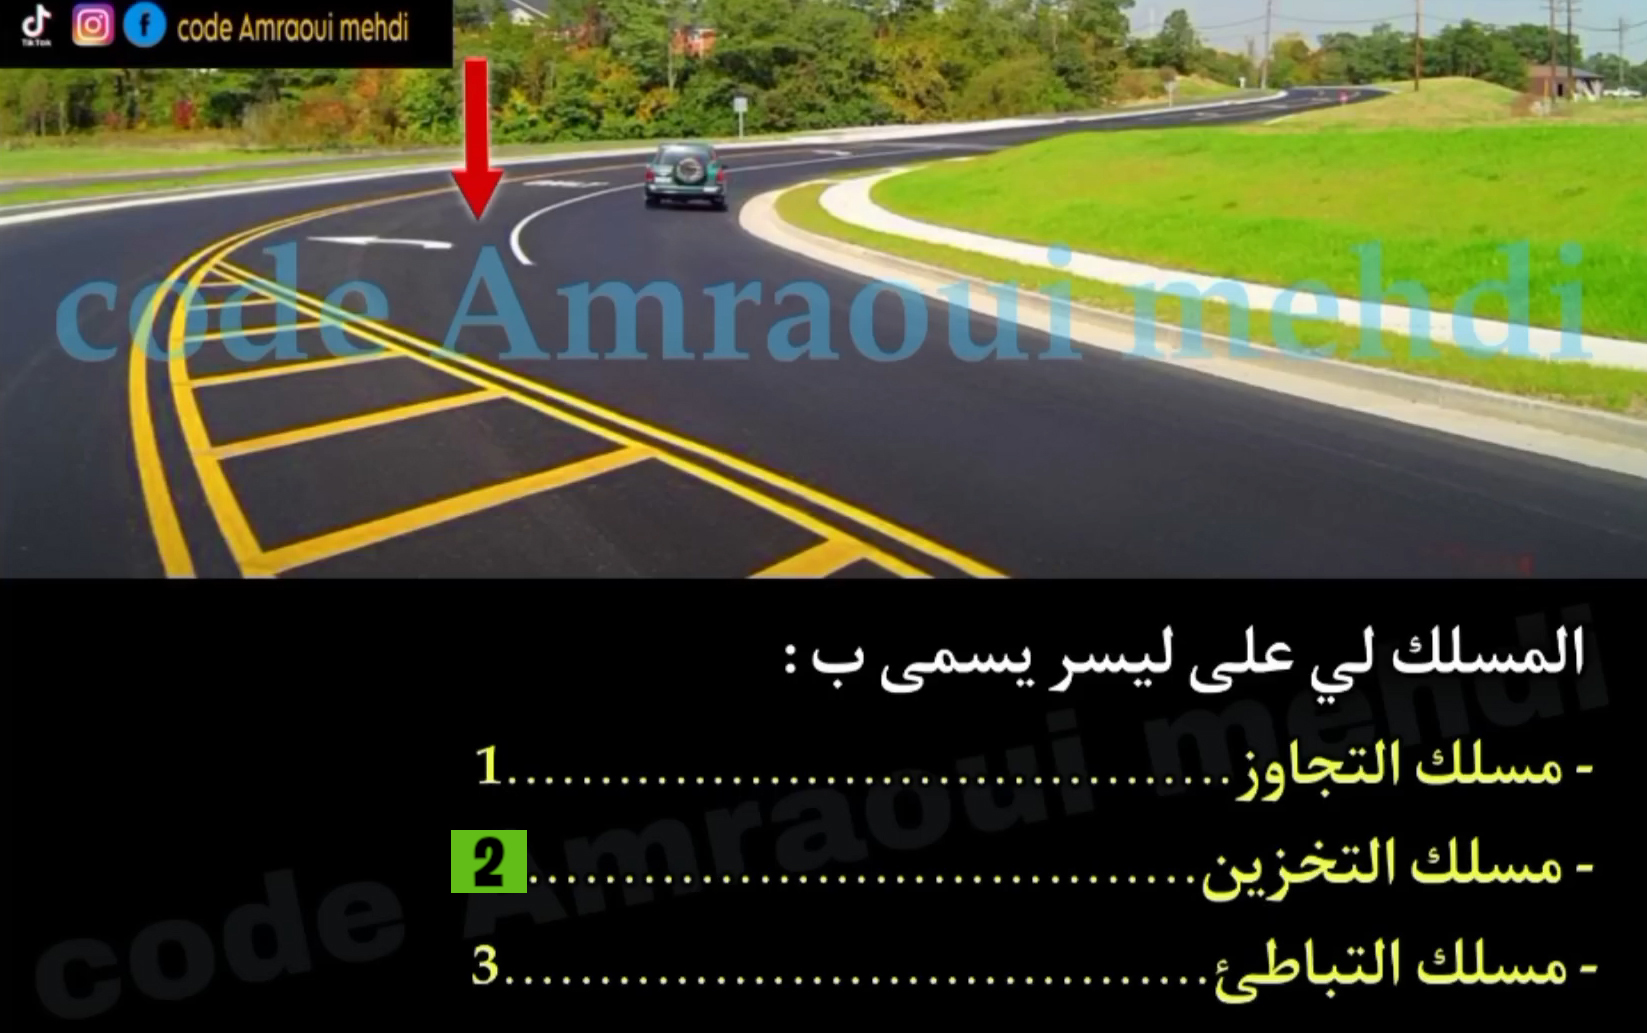 TikTok code Amraoui mehdi
code Amraoui mehdi
المسلك لي على ليسر يسمى ب :
- مسلك التجاوز.......................................1
- مسلك التخزين....................................2
- مسلك التباطئ......................................3
code Amraoui mehdi